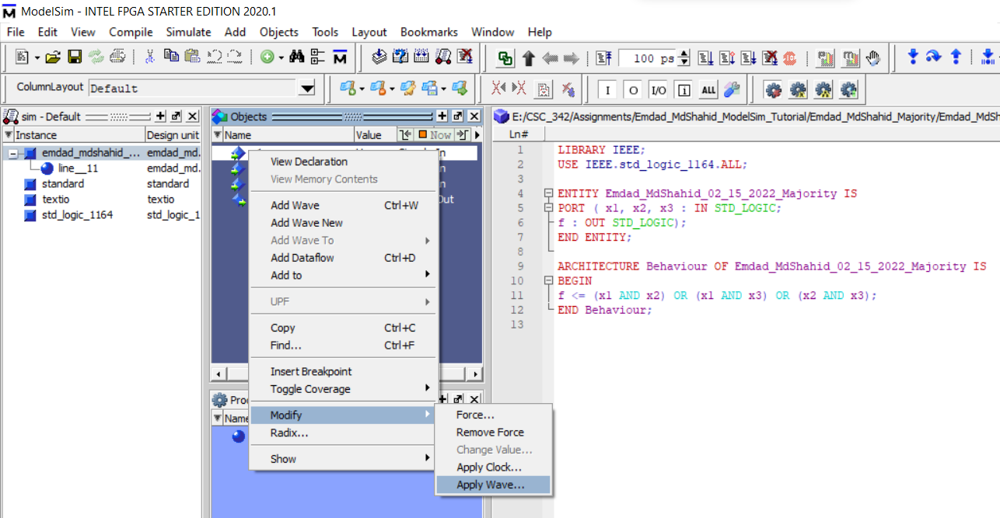 ModelSim - INTEL FPGA STARTER EDITION 2020.1
File Edit View Compile Simulate Add Objects Tools Layout Bookmarks Window Help
100 ps
ColumnLayout Default
I O I/O i ALL
sim - Default
Instance Design unit
emdad_mdshahid_... emdad_md.
line__11 emdad_md.
standard standard
textio textio
std_logic_1164 std_logic_1
Objects
Name Value Now
In
Out
View Declaration
View Memory Contents
Add Wave Ctrl+W
Add Wave New
Add Wave To
Add Dataflow Ctrl+D
Add to
UPF
Copy Ctrl+C
Find... Ctrl+F
Insert Breakpoint
Toggle Coverage
Modify
Radix...
Show
Force...
Remove Force
Change Value...
Apply Clock...
Apply Wave...
Name
E:/CSC_342/Assignments/Emdad_MdShahid_ModelSim_Tutorial/Emdad_MdShahid_Majority/Emdad_MdSh
Ln#
1 LIBRARY IEEE;
2 USE IEEE.std_logic_1164.ALL;
3
4 ENTITY Emdad_MdShahid_02_15_2022_Majority IS
5 PORT ( x1, x2, x3 : IN STD_LOGIC;
6 f : OUT STD_LOGIC);
7 END ENTITY;
8
9 ARCHITECTURE Behaviour OF Emdad_MdShahid_02_15_2022_Majority IS
10 BEGIN
11 f <= (x1 AND x2) OR (x1 AND x3) OR (x2 AND x3);
12 END Behaviour;
13